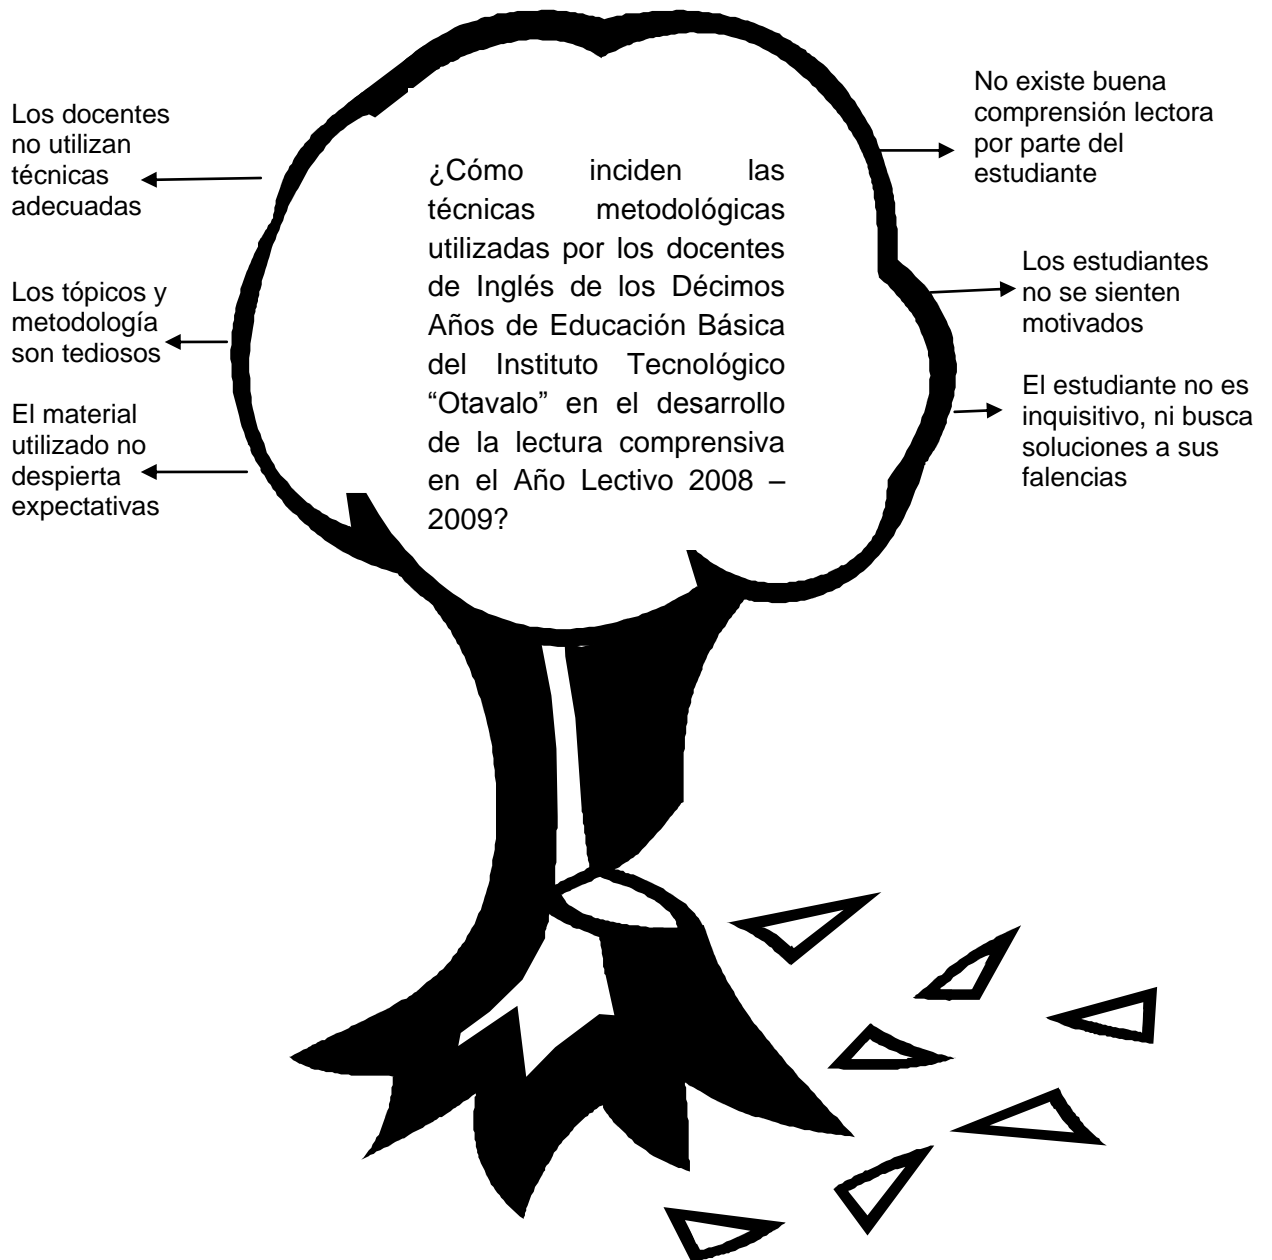 Los docentes
no utilizan
técnicas
adecuadas
Los tópicos y
metodología
son tediosos
El material
utilizado no
despierta
expectativas
¿Cómo inciden las
técnicas metodológicas
utilizadas por los docentes
de Inglés de los Décimos
Años de Educación Básica
del Instituto Tecnológico
“Otavalo” en el desarrollo
de la lectura comprensiva
en el Año Lectivo 2008 –
2009?
No existe buena
comprensión lectora
por parte del
estudiante
Los estudiantes
no se sienten
motivados
El estudiante no es
inquisitivo, ni busca
soluciones a sus
falencias